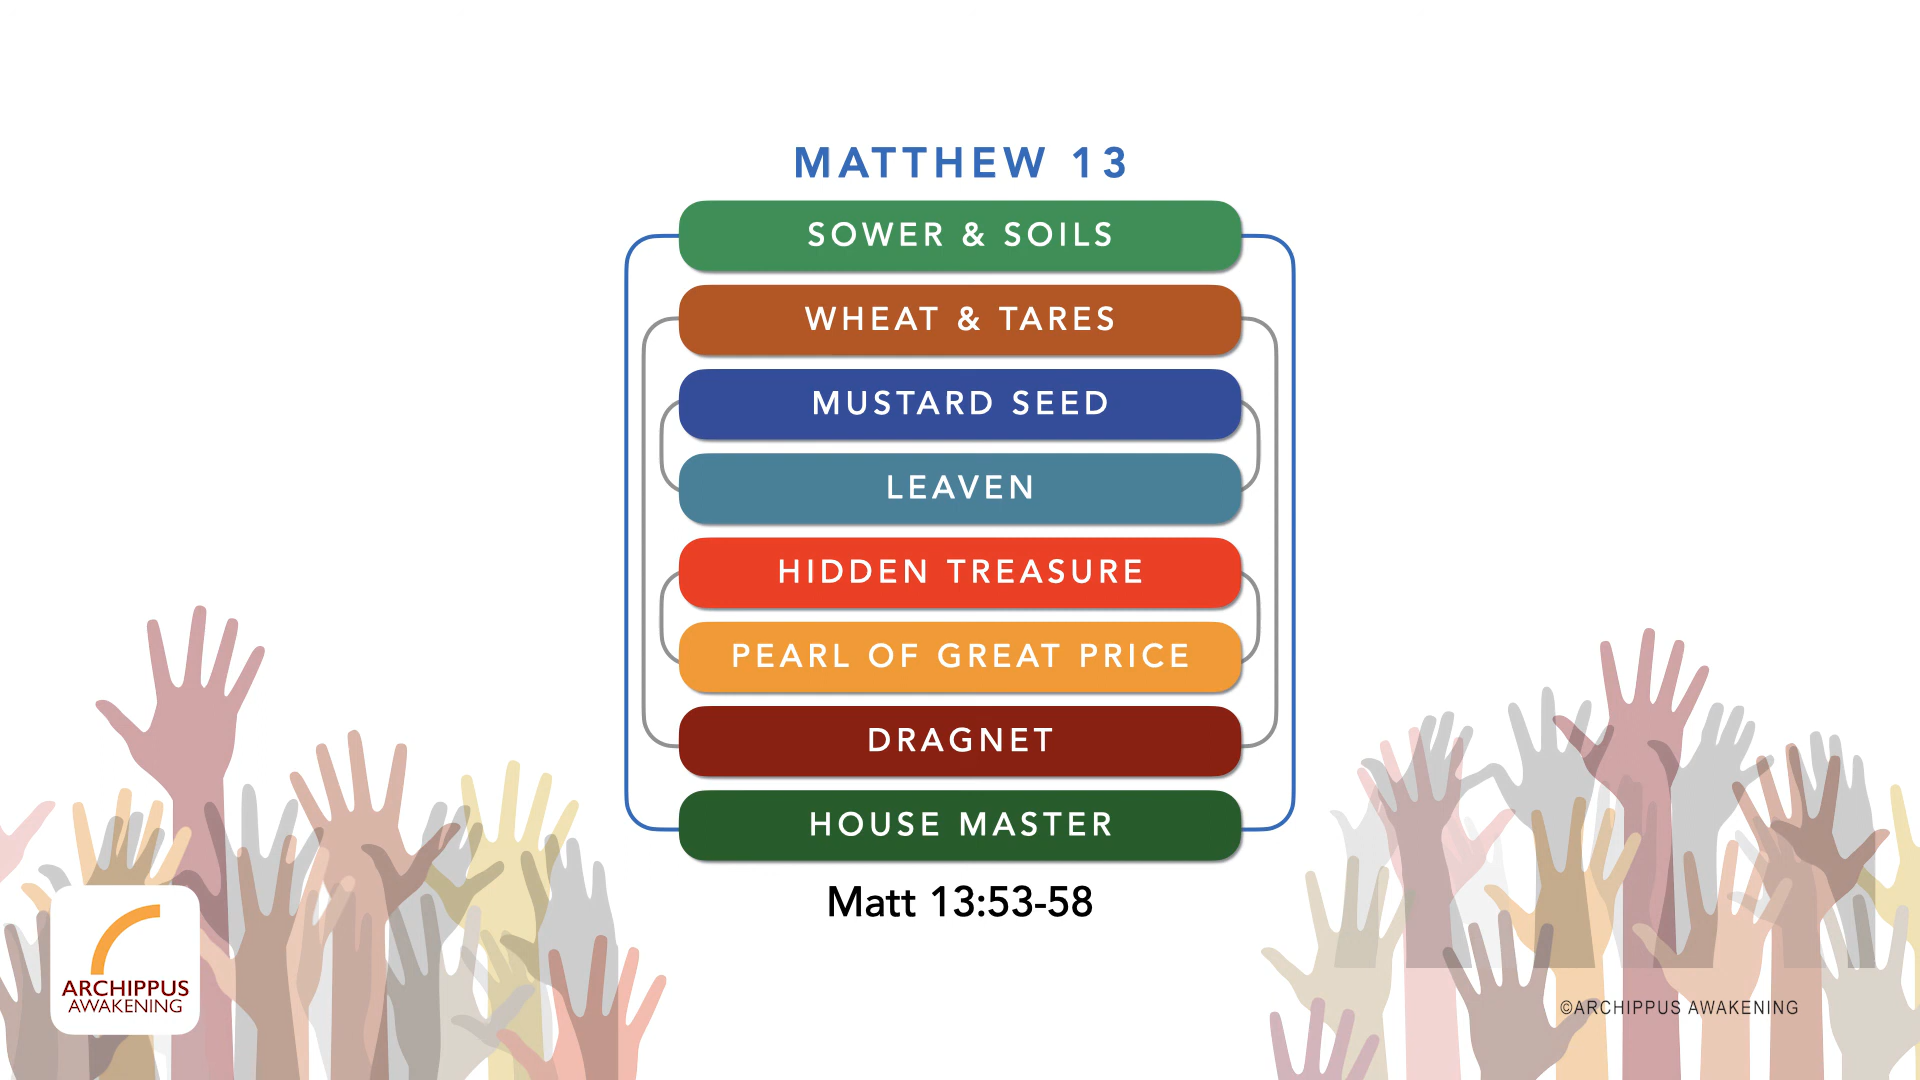 MATTHEW 13
SOWER & SOILS
WHEAT & TARES
MUSTARD SEED
LEAVEN
HIDDEN TREASURE
PEARL OF GREAT PRICE
DRAGNET
HOUSE MASTER
Matt 13:53-58
ARCHIPPUS
AWAKENING
©ARCHIPPUS AWAKENING